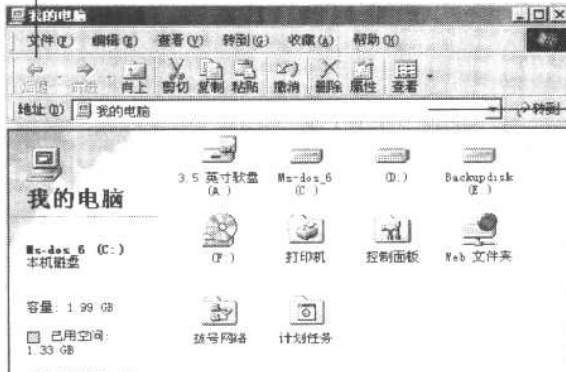 我的电脑
文件(F) 编辑(E) 查看(V) 转到(G) 收藏(A) 帮助(H)
后退 前进 向上 剪切 复制 粘贴 撤消 删除 属性 查看
地址(D) 我的电脑 转到
我的电脑
Ms-dos_6 (C:)
本机磁盘
容量: 1.99 GB
已用空间:
1.33 GB
3.5 英寸软盘
(A:)
Ms-dos_6
(C:)
(D:)
Backupdisk
(E:)
(F:)
打印机
控制面板
Web 文件夹
拨号网络
计划任务